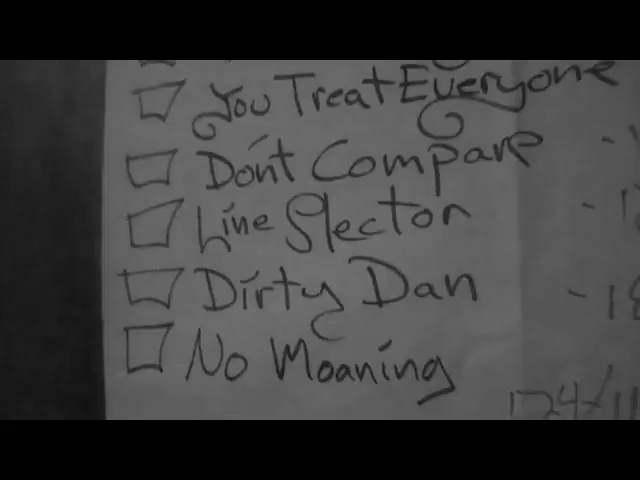 You Treat Everyone
Don't Compare
Line Slector
Dirty Dan
No Moaning